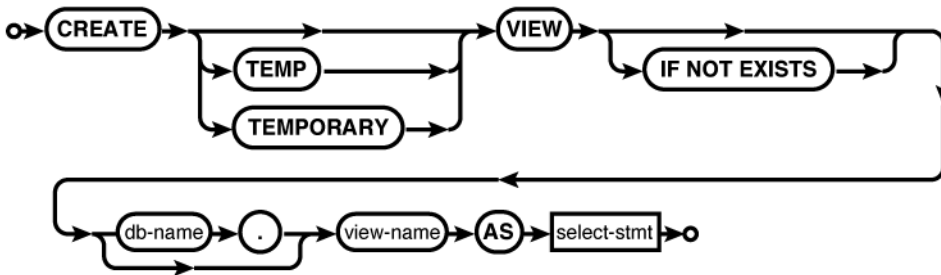 CREATE VIEW
TEMP IF NOT EXISTS
TEMPORARY
db-name . view-name AS select-stmt